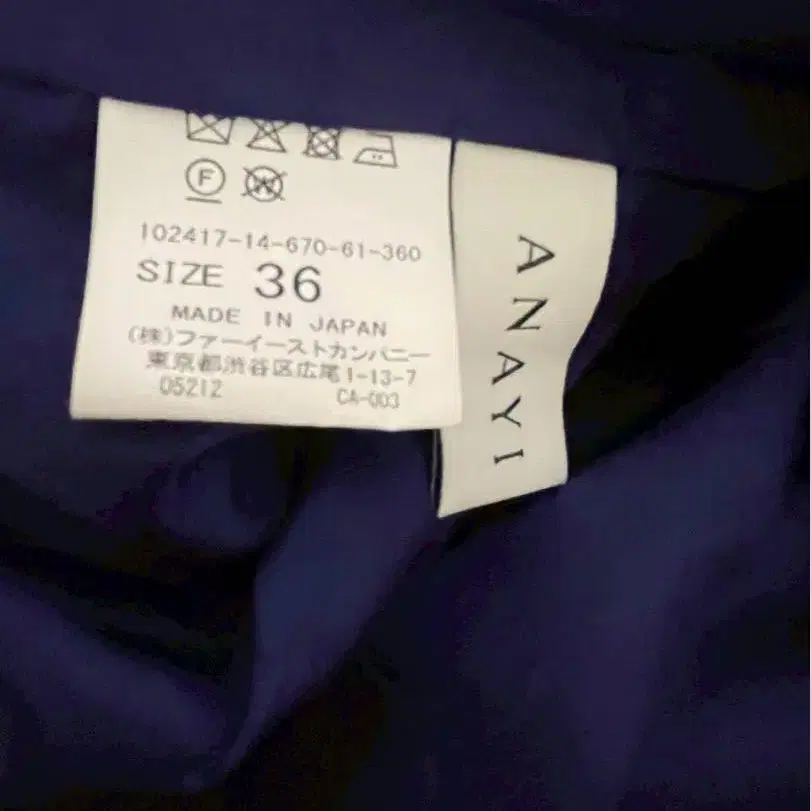 F W
102417-14-670-61-360
SIZE 36
MADE IN JAPAN
(株)ファーイーストカンパニー
東京都渋谷区広尾1-13-7
05212 CA-003
ANAYI